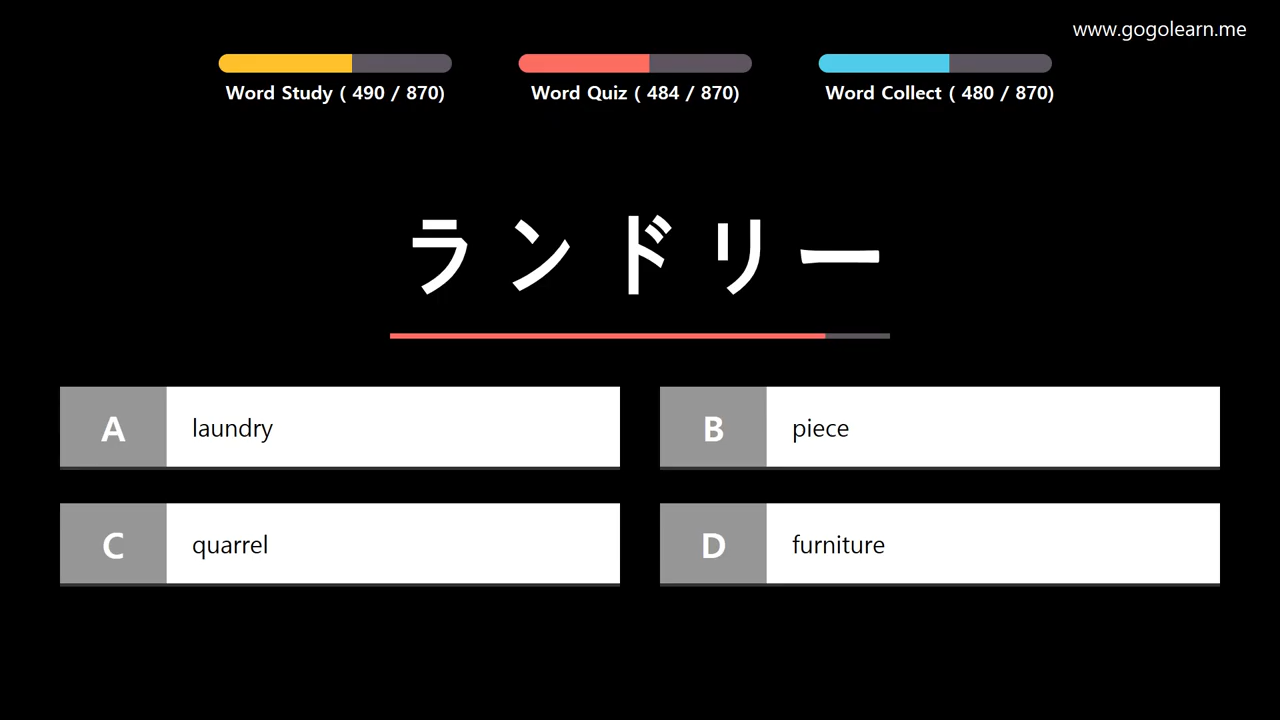 www.gogolearn.me
Word Study ( 490 / 870)
Word Quiz ( 484 / 870)
Word Collect ( 480 / 870)
ランドリー
A laundry
B piece
C quarrel
D furniture